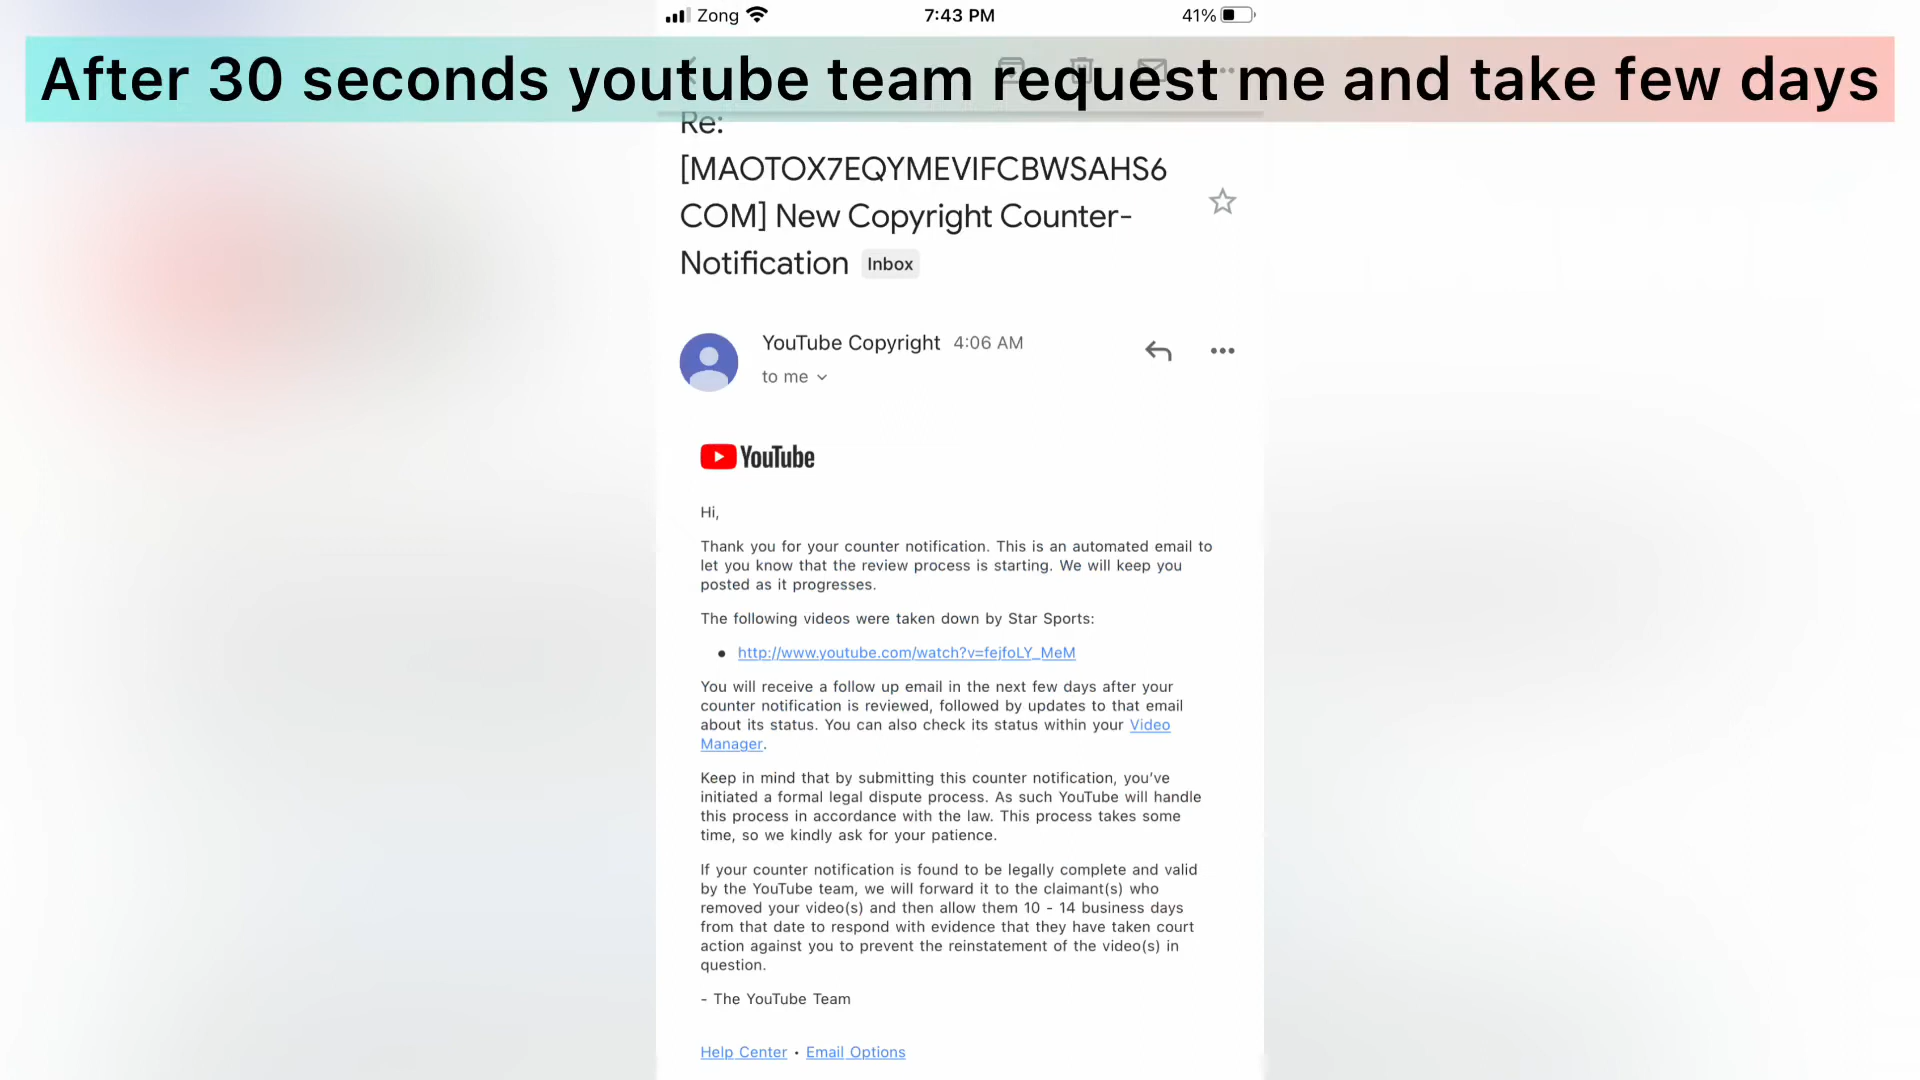 Zong
7:43 PM
41%
After 30 seconds youtube team request me and take few days
Re:
[MAOTOX7EQYMEVIFCBWSAHS6
COM] New Copyright Counter-
Notification Inbox
YouTube Copyright 4:06 AM
to me
YouTube
Hi,
Thank you for your counter notification. This is an automated email to
let you know that the review process is starting. We will keep you
posted as it progresses.
The following videos were taken down by Star Sports:
• http://www.youtube.com/watch?v=fejfoLY_MeM
You will receive a follow up email in the next few days after your
counter notification is reviewed, followed by updates to that email
about its status. You can also check its status within your Video
Manager.
Keep in mind that by submitting this counter notification, you’ve
initiated a formal legal dispute process. As such YouTube will handle
this process in accordance with the law. This process takes some
time, so we kindly ask for your patience.
If your counter notification is found to be legally complete and valid
by the YouTube team, we will forward it to the claimant(s) who
removed your video(s) and then allow them 10 - 14 business days
from that date to respond with evidence that they have taken court
action against you to prevent the reinstatement of the video(s) in
question.
- The YouTube Team
Help Center • Email Options